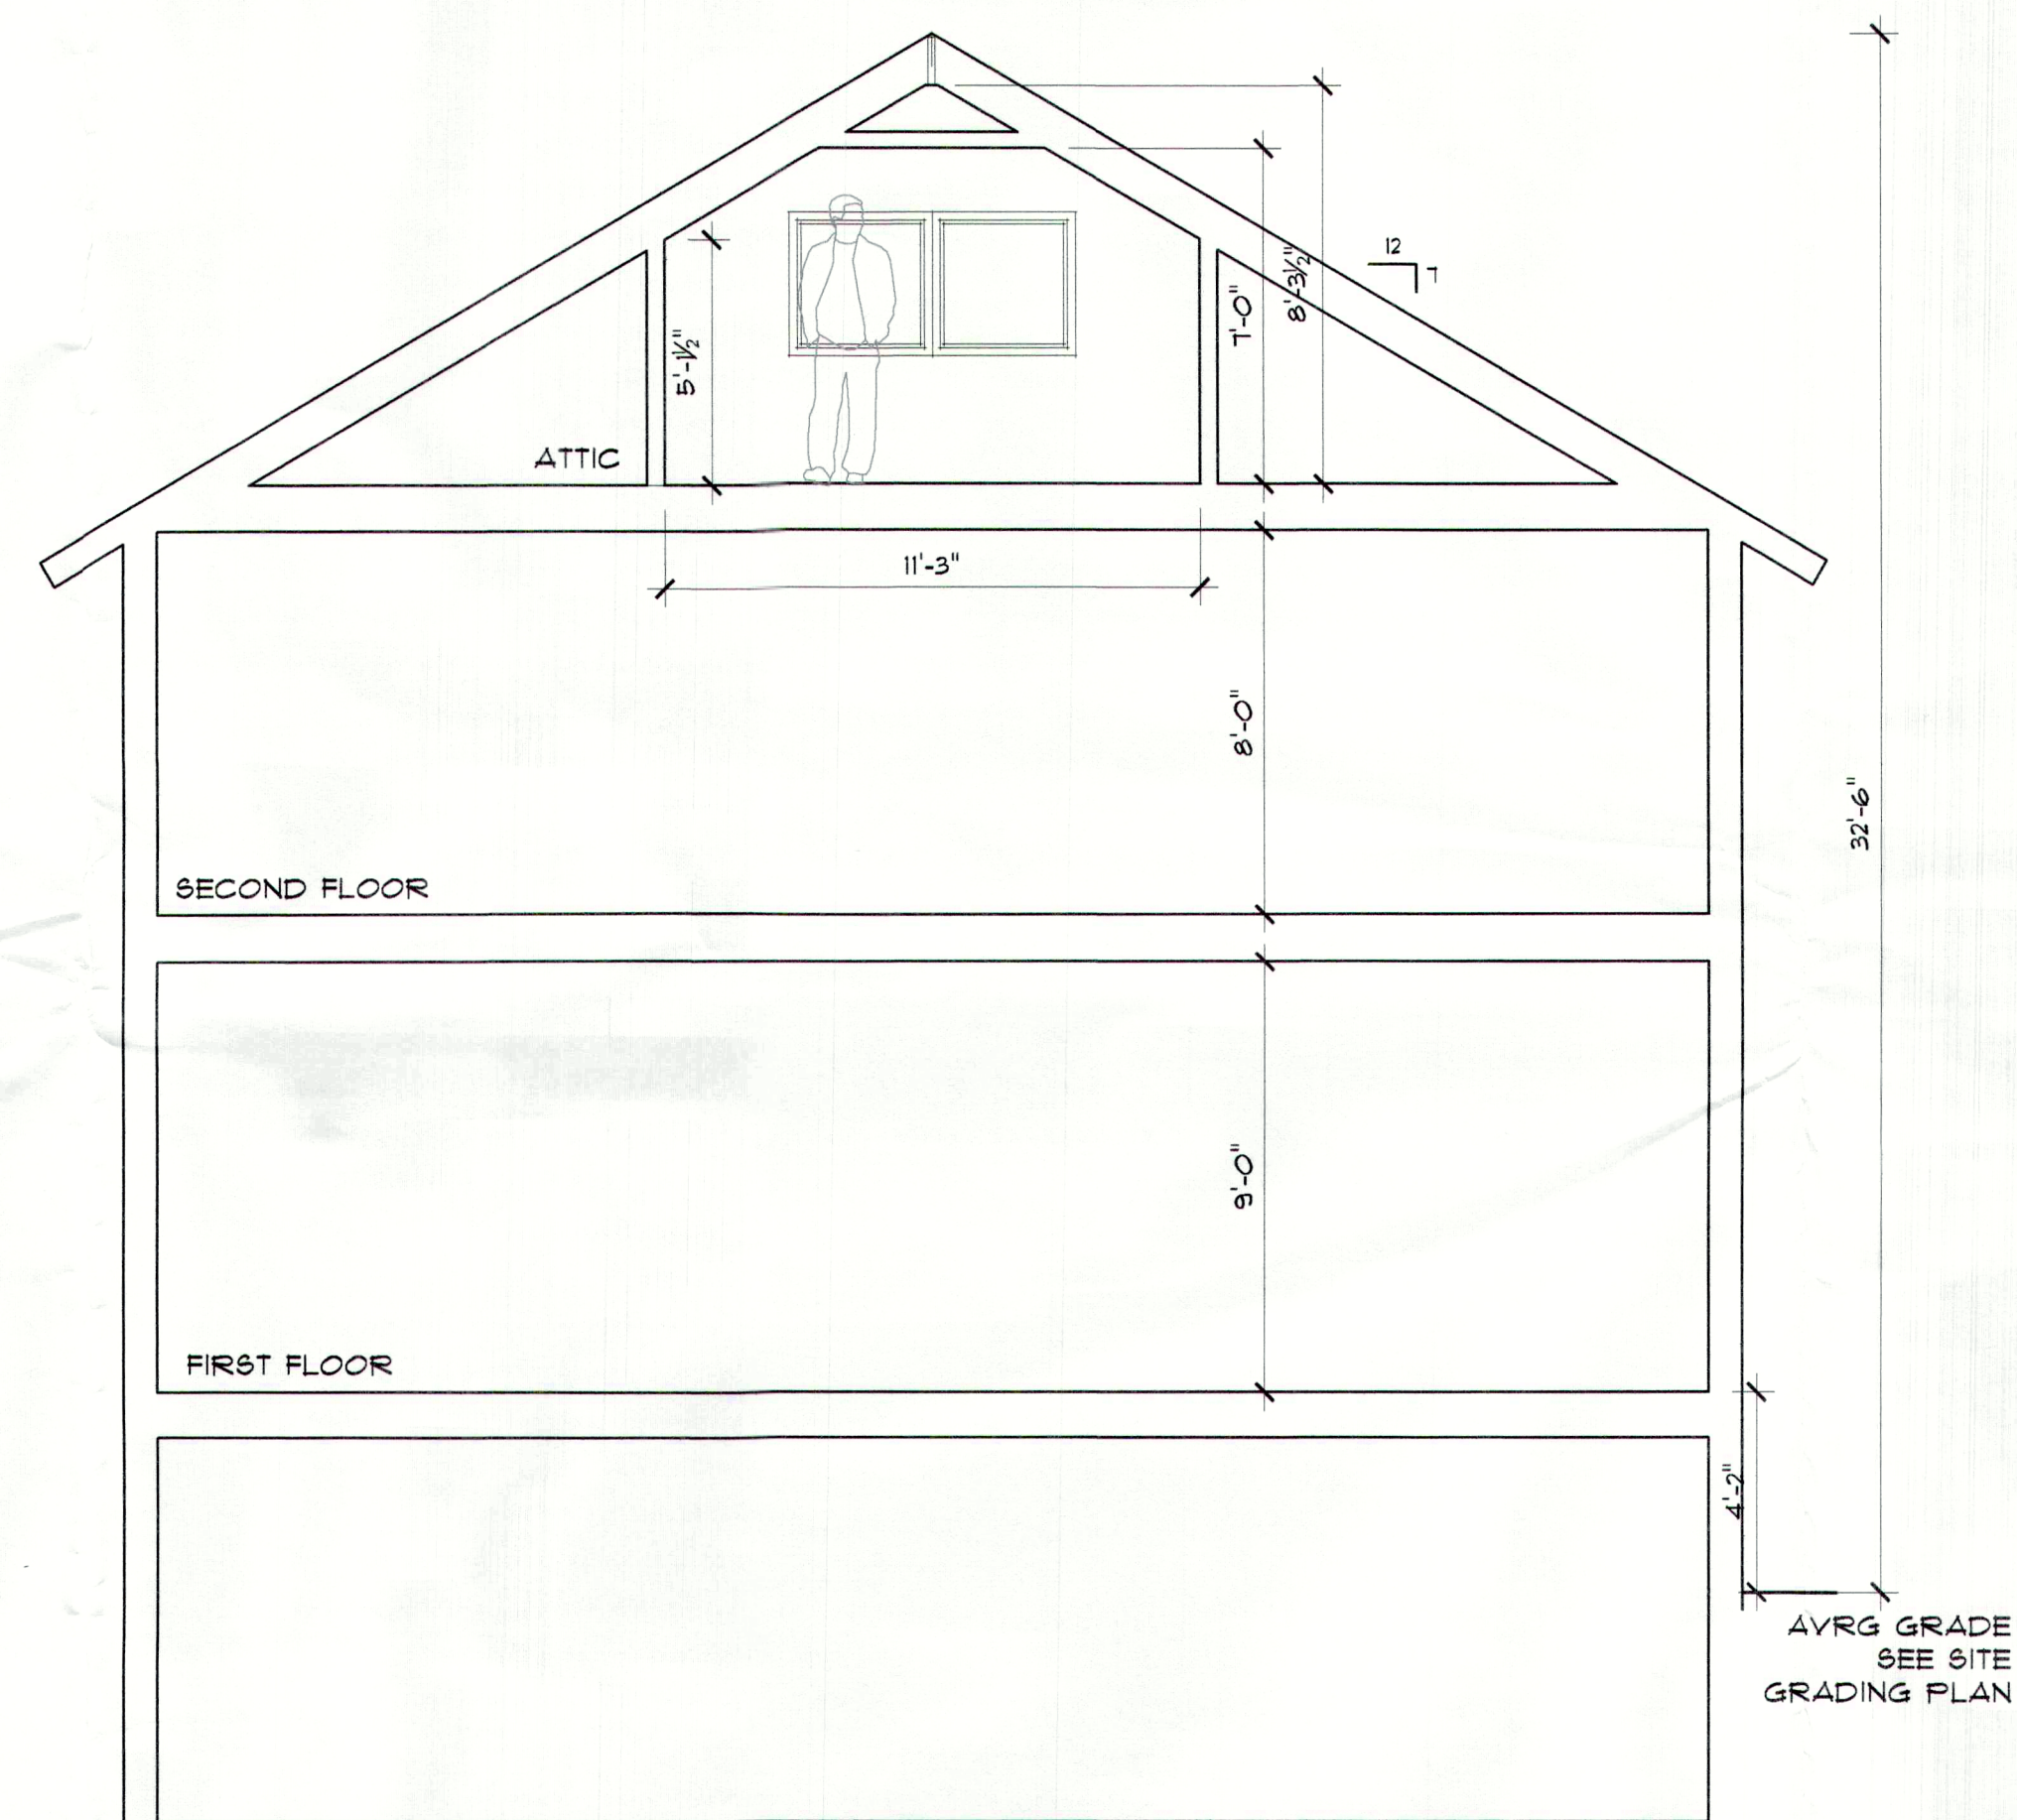 12
7
8'-3½"
7'-0"
5'-1½"
ATTIC
11'-3"
8'-0"
32'-6"
SECOND FLOOR
9'-0"
FIRST FLOOR
4'-2"
AVRG GRADE
SEE SITE
GRADING PLAN